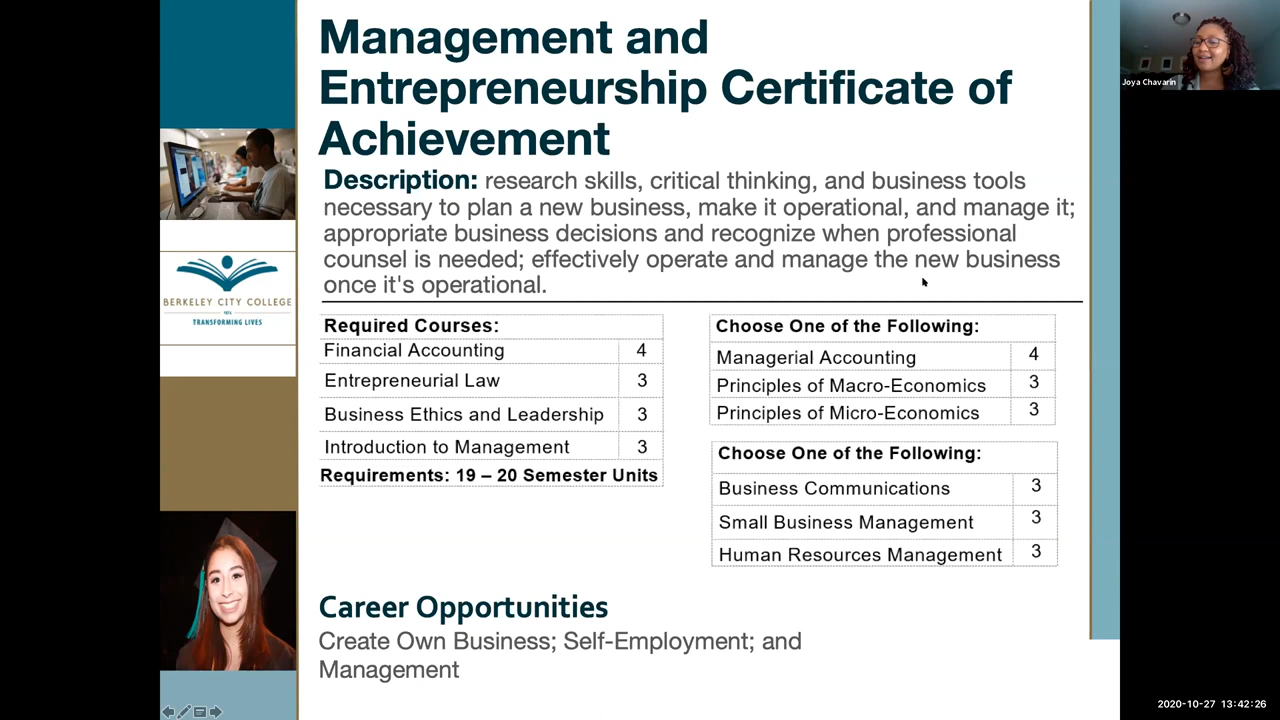 Management and
Entrepreneurship Certificate of
Achievement
Description: research skills, critical thinking, and business tools
necessary to plan a new business, make it operational, and manage it;
appropriate business decisions and recognize when professional
counsel is needed; effectively operate and manage the new business
once it's operational.
Required Courses:
Financial Accounting 4
Entrepreneurial Law 3
Business Ethics and Leadership 3
Introduction to Management 3
Requirements: 19 – 20 Semester Units
Choose One of the Following:
Managerial Accounting 4
Principles of Macro-Economics 3
Principles of Micro-Economics 3
Choose One of the Following:
Business Communications 3
Small Business Management 3
Human Resources Management 3
Career Opportunities
Create Own Business; Self-Employment; and
Management
BERKELEY CITY COLLEGE
TRANSFORMING LIVES
Joya Chavarin
2020-10-27 13:42:26